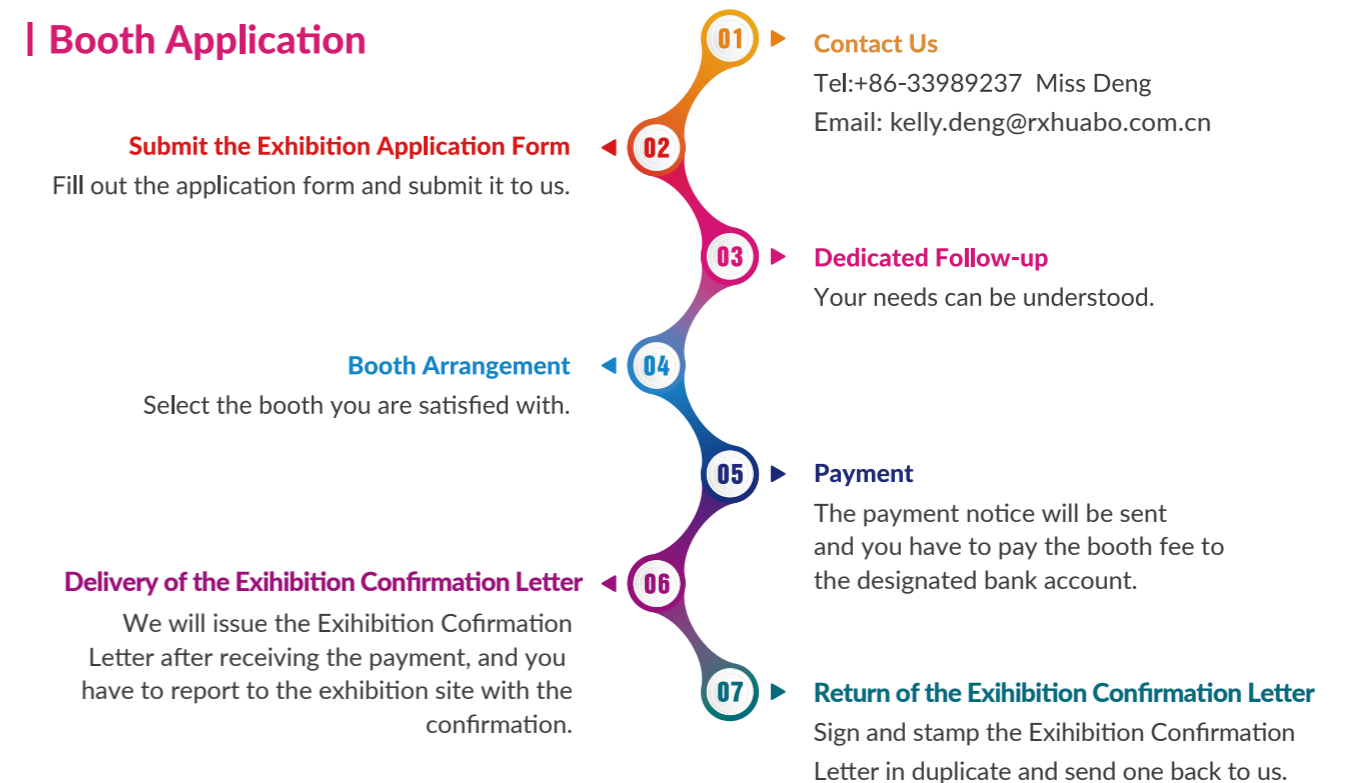 Booth Application
01
Contact Us
Tel:+86-33989237 Miss Deng
Email: kelly.deng@rxhuabo.com.cn
02
Submit the Exhibition Application Form
Fill out the application form and submit it to us.
03
Dedicated Follow-up
Your needs can be understood.
04
Booth Arrangement
Select the booth you are satisfied with.
05
Payment
The payment notice will be sent
and you have to pay the booth fee to
the designated bank account.
06
Delivery of the Exihibition Confirmation Letter
We will issue the Exihibition Cofirmation
Letter after receiving the payment, and you
have to report to the exhibition site with the
confirmation.
07
Return of the Exihibition Confirmation Letter
Sign and stamp the Exihibition Confirmation
Letter in duplicate and send one back to us.